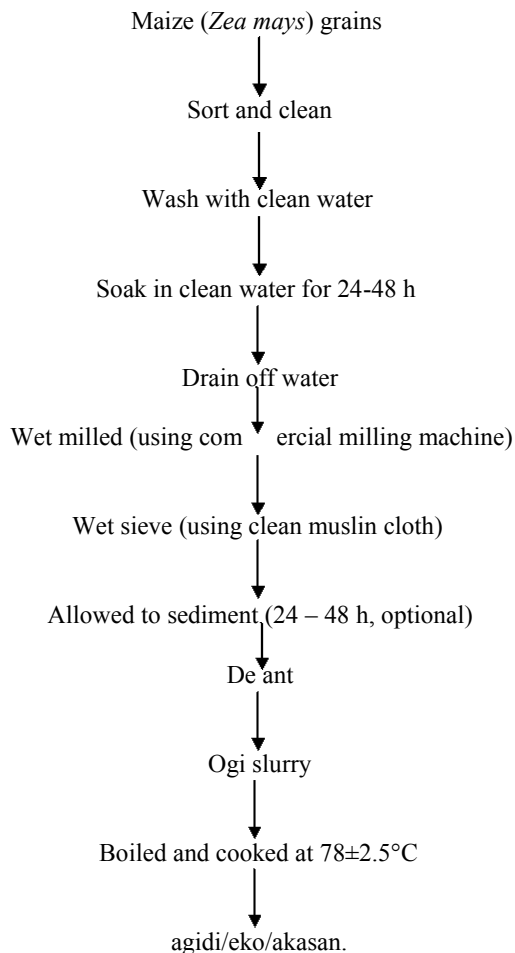 Maize (Zea mays) grains
Sort and clean
Wash with clean water
Soak in clean water for 24-48 h
Drain off water
Wet milled (using com ercial milling machine)
Wet sieve (using clean muslin cloth)
Allowed to sediment (24 – 48 h, optional)
De ant
Ogi slurry
Boiled and cooked at 78±2.5°C
agidi/eko/akasan.